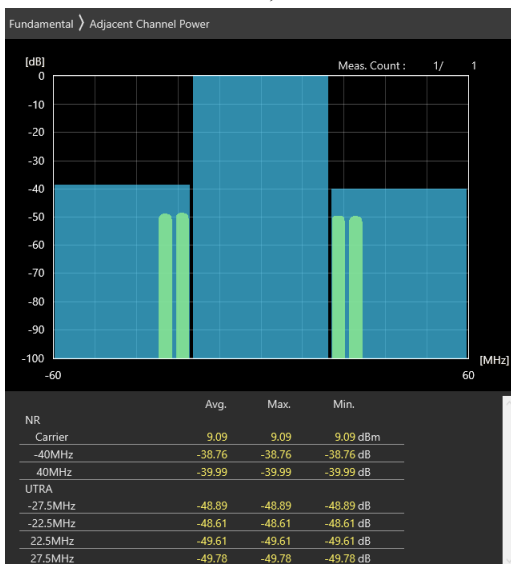 Fundamental 〉 Adjacent Channel Power
[dB] Meas. Count : 1/ 1
0
-10
-20
-30
-40
-50
-60
-70
-80
-90
-100 [MHz]
-60 60
Avg. Max. Min.
NR
Carrier 9.09 9.09 9.09 dBm
-40MHz -38.76 -38.76 -38.76 dB
40MHz -39.99 -39.99 -39.99 dB
UTRA
-27.5MHz -48.89 -48.89 -48.89 dB
-22.5MHz -48.61 -48.61 -48.61 dB
22.5MHz -49.61 -49.61 -49.61 dB
27.5MHz -49.78 -49.78 -49.78 dB